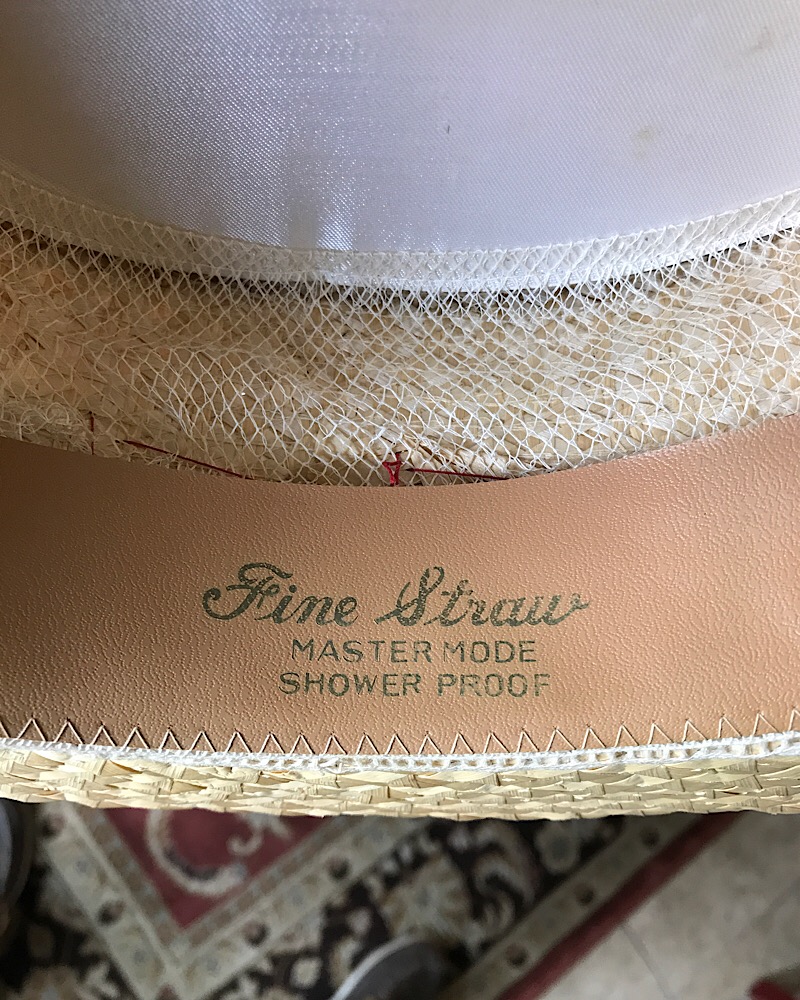 Fine Straw
MASTER MODE
SHOWER PROOF